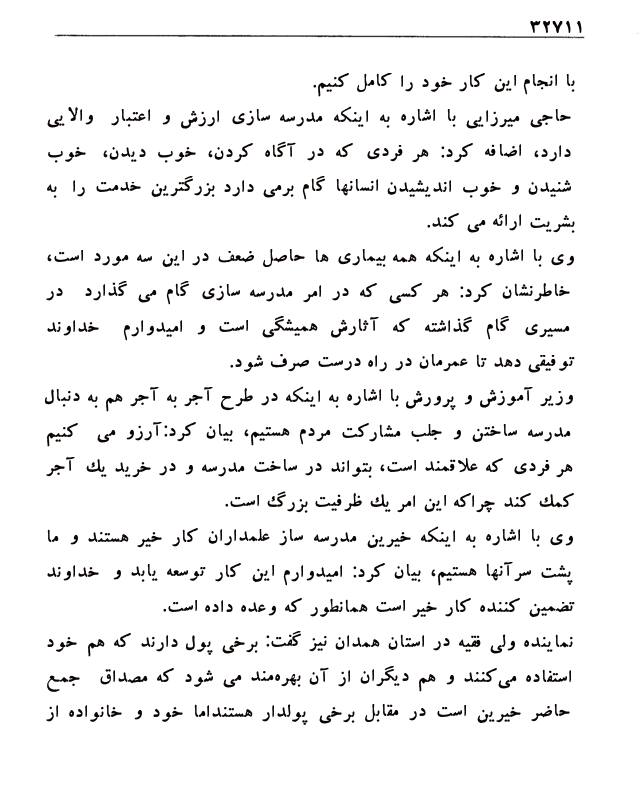 ۳۲۷۱۱
با انجام این کار خود را کامل کنیم.
حاجی میرزایی با اشاره به اینکه مدرسه سازی ارزش و اعتبار والایی
دارد، اضافه کرد: هر فردی که در آگاه کردن، خوب دیدن، خوب
شنیدن و خوب اندیشیدن انسانها گام برمی دارد بزرگترین خدمت را به
بشریت ارائه می کند.
وی با اشاره به اینکه همه بیماری ها حاصل ضعف در این سه مورد است،
خاطرنشان کرد: هر کسی که در امر مدرسه سازی گام می گذارد در
مسیری گام گذاشته که آثارش همیشگی است و امیدوارم خداوند
توفیقی دهد تا عمرمان در راه درست صرف شود.
وزیر آموزش و پرورش با اشاره به اینکه در طرح آجر به آجر هم به دنبال
مدرسه ساختن و جلب مشارکت مردم هستیم، بیان کرد:آرزو می کنیم
هر فردی که علاقمند است، بتواند در ساخت مدرسه و در خرید یك آجر
کمك کند چراکه این امر یك ظرفیت بزرگ است.
وی با اشاره به اینکه خیرین مدرسه ساز علمداران کار خیر هستند و ما
پشت سرآنها هستیم، بیان کرد: امیدوارم این کار توسعه یابد و خداوند
تضمین کننده کار خیر است همانطور که وعده داده است.
نماینده ولی فقیه در استان همدان نیز گفت: برخی پول دارند که هم خود
استفاده می‌کنند و هم دیگران از آن بهره‌مند می شود که مصداق جمع
حاضر خیرین است در مقابل برخی پولدار هستنداما خود و خانواده از